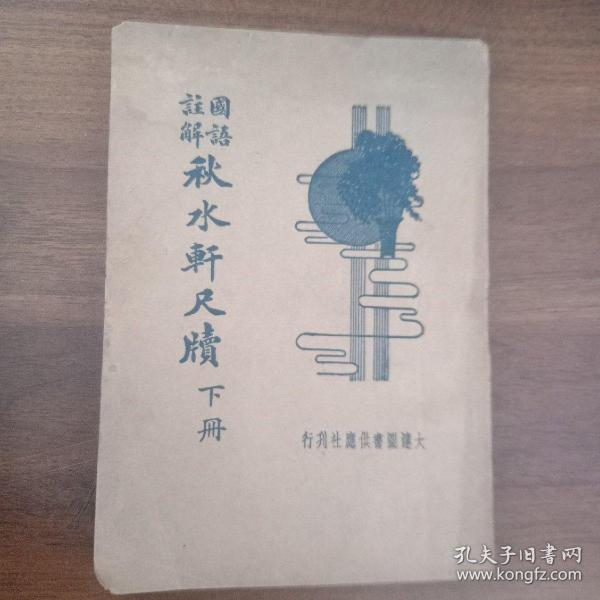 國語
註解
秋水軒尺牘 下冊
大達圖書供應社刊行
孔夫子旧书网
www.kongfz.com